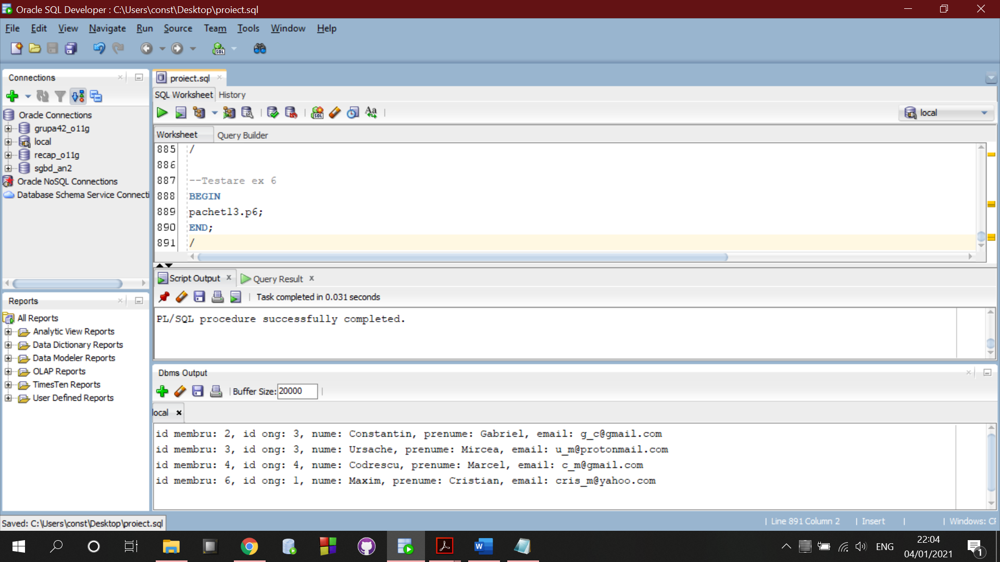 Oracle SQL Developer : C:\Users\const\Desktop\proiect.sql
File Edit View Navigate Run Source Team Tools Window Help
SQL
Connections
Oracle Connections
grupa42_o11g
local
recap_o11g
sgbd_an2
Oracle NoSQL Connections
Database Schema Service Connecti
Reports
All Reports
Analytic View Reports
Data Dictionary Reports
Data Modeler Reports
OLAP Reports
TimesTen Reports
User Defined Reports
proiect.sql
SQL Worksheet History
SQL Aa local
Worksheet Query Builder
885 /
886
887 --Testare ex 6
888 BEGIN
889 pachet13.p6;
890 END;
891 /
Script Output x Query Result x
Task completed in 0.031 seconds
PL/SQL procedure successfully completed.
Dbms Output
Buffer Size: 20000
local
id membru: 2, id ong: 3, nume: Constantin, prenume: Gabriel, email: g_c@gmail.com
id membru: 3, id ong: 3, nume: Ursache, prenume: Mircea, email: u_m@protonmail.com
id membru: 4, id ong: 4, nume: Codrescu, prenume: Marcel, email: c_m@gmail.com
id membru: 6, id ong: 1, nume: Maxim, prenume: Cristian, email: cris_m@yahoo.com
Saved: C:\Users\const\Desktop\proiect.sql
Line 891 Column 2 Insert Windows: CF
W ENG 22:04
04/01/2021
1